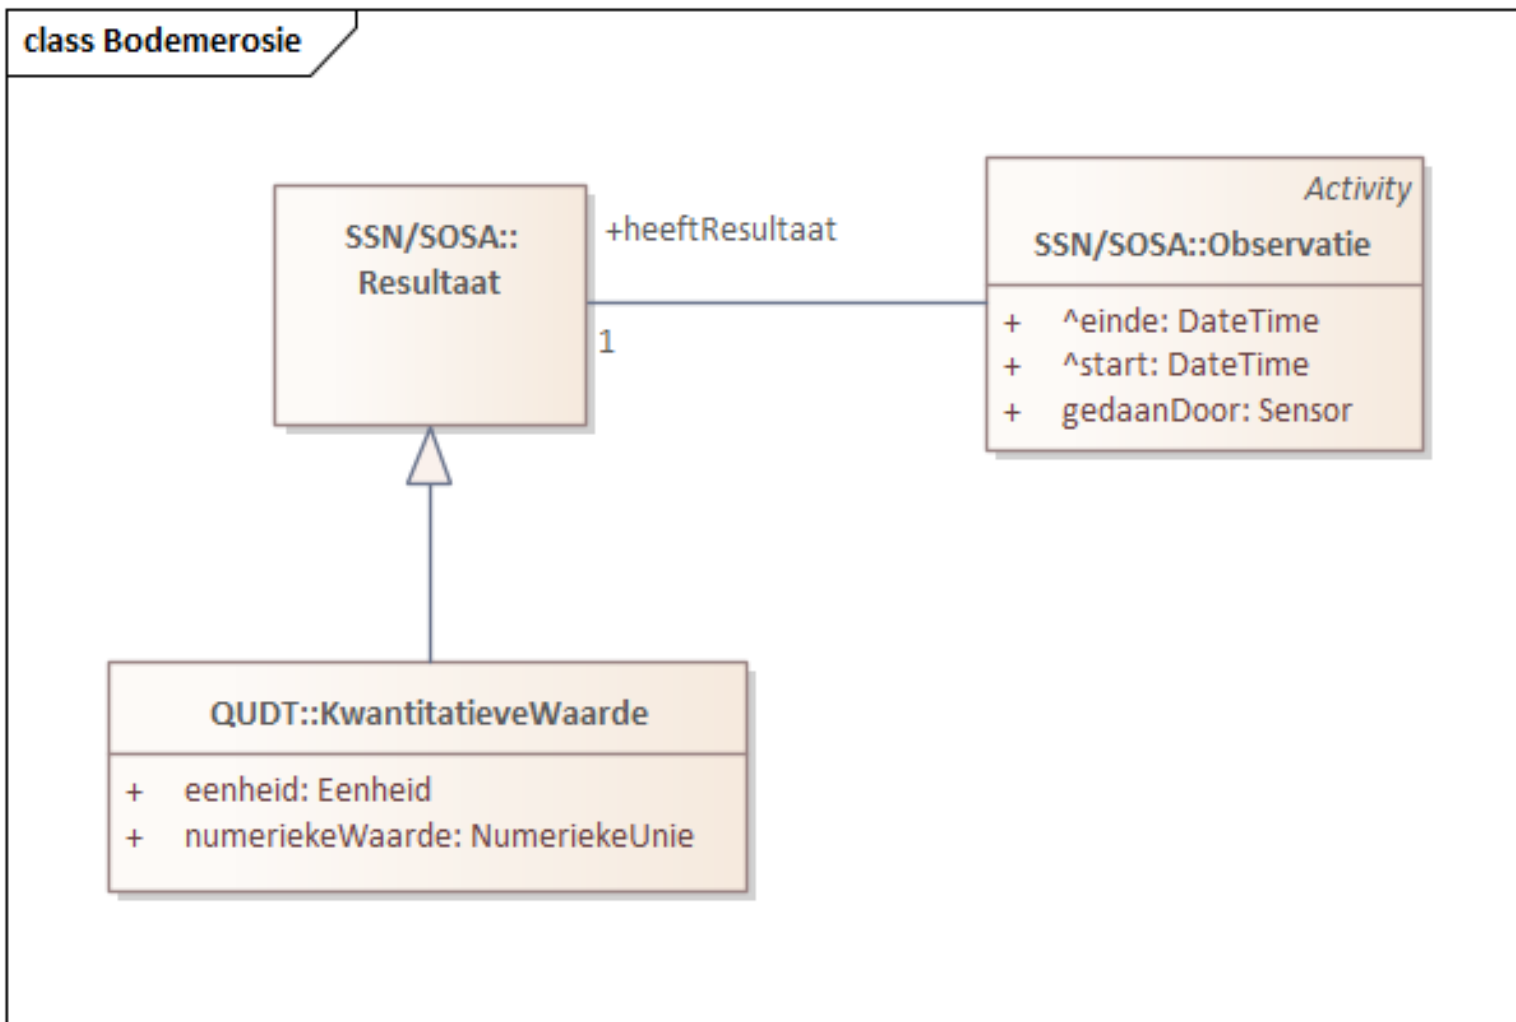 class Bodemerosie
SSN/SOSA::
Resultaat
+heeftResultaat
1
Activity
SSN/SOSA::Observatie
+ ^einde: DateTime
+ ^start: DateTime
+ gedaanDoor: Sensor
QUDT::KwantitatieveWaarde
+ eenheid: Eenheid
+ numeriekeWaarde: NumeriekeUnie